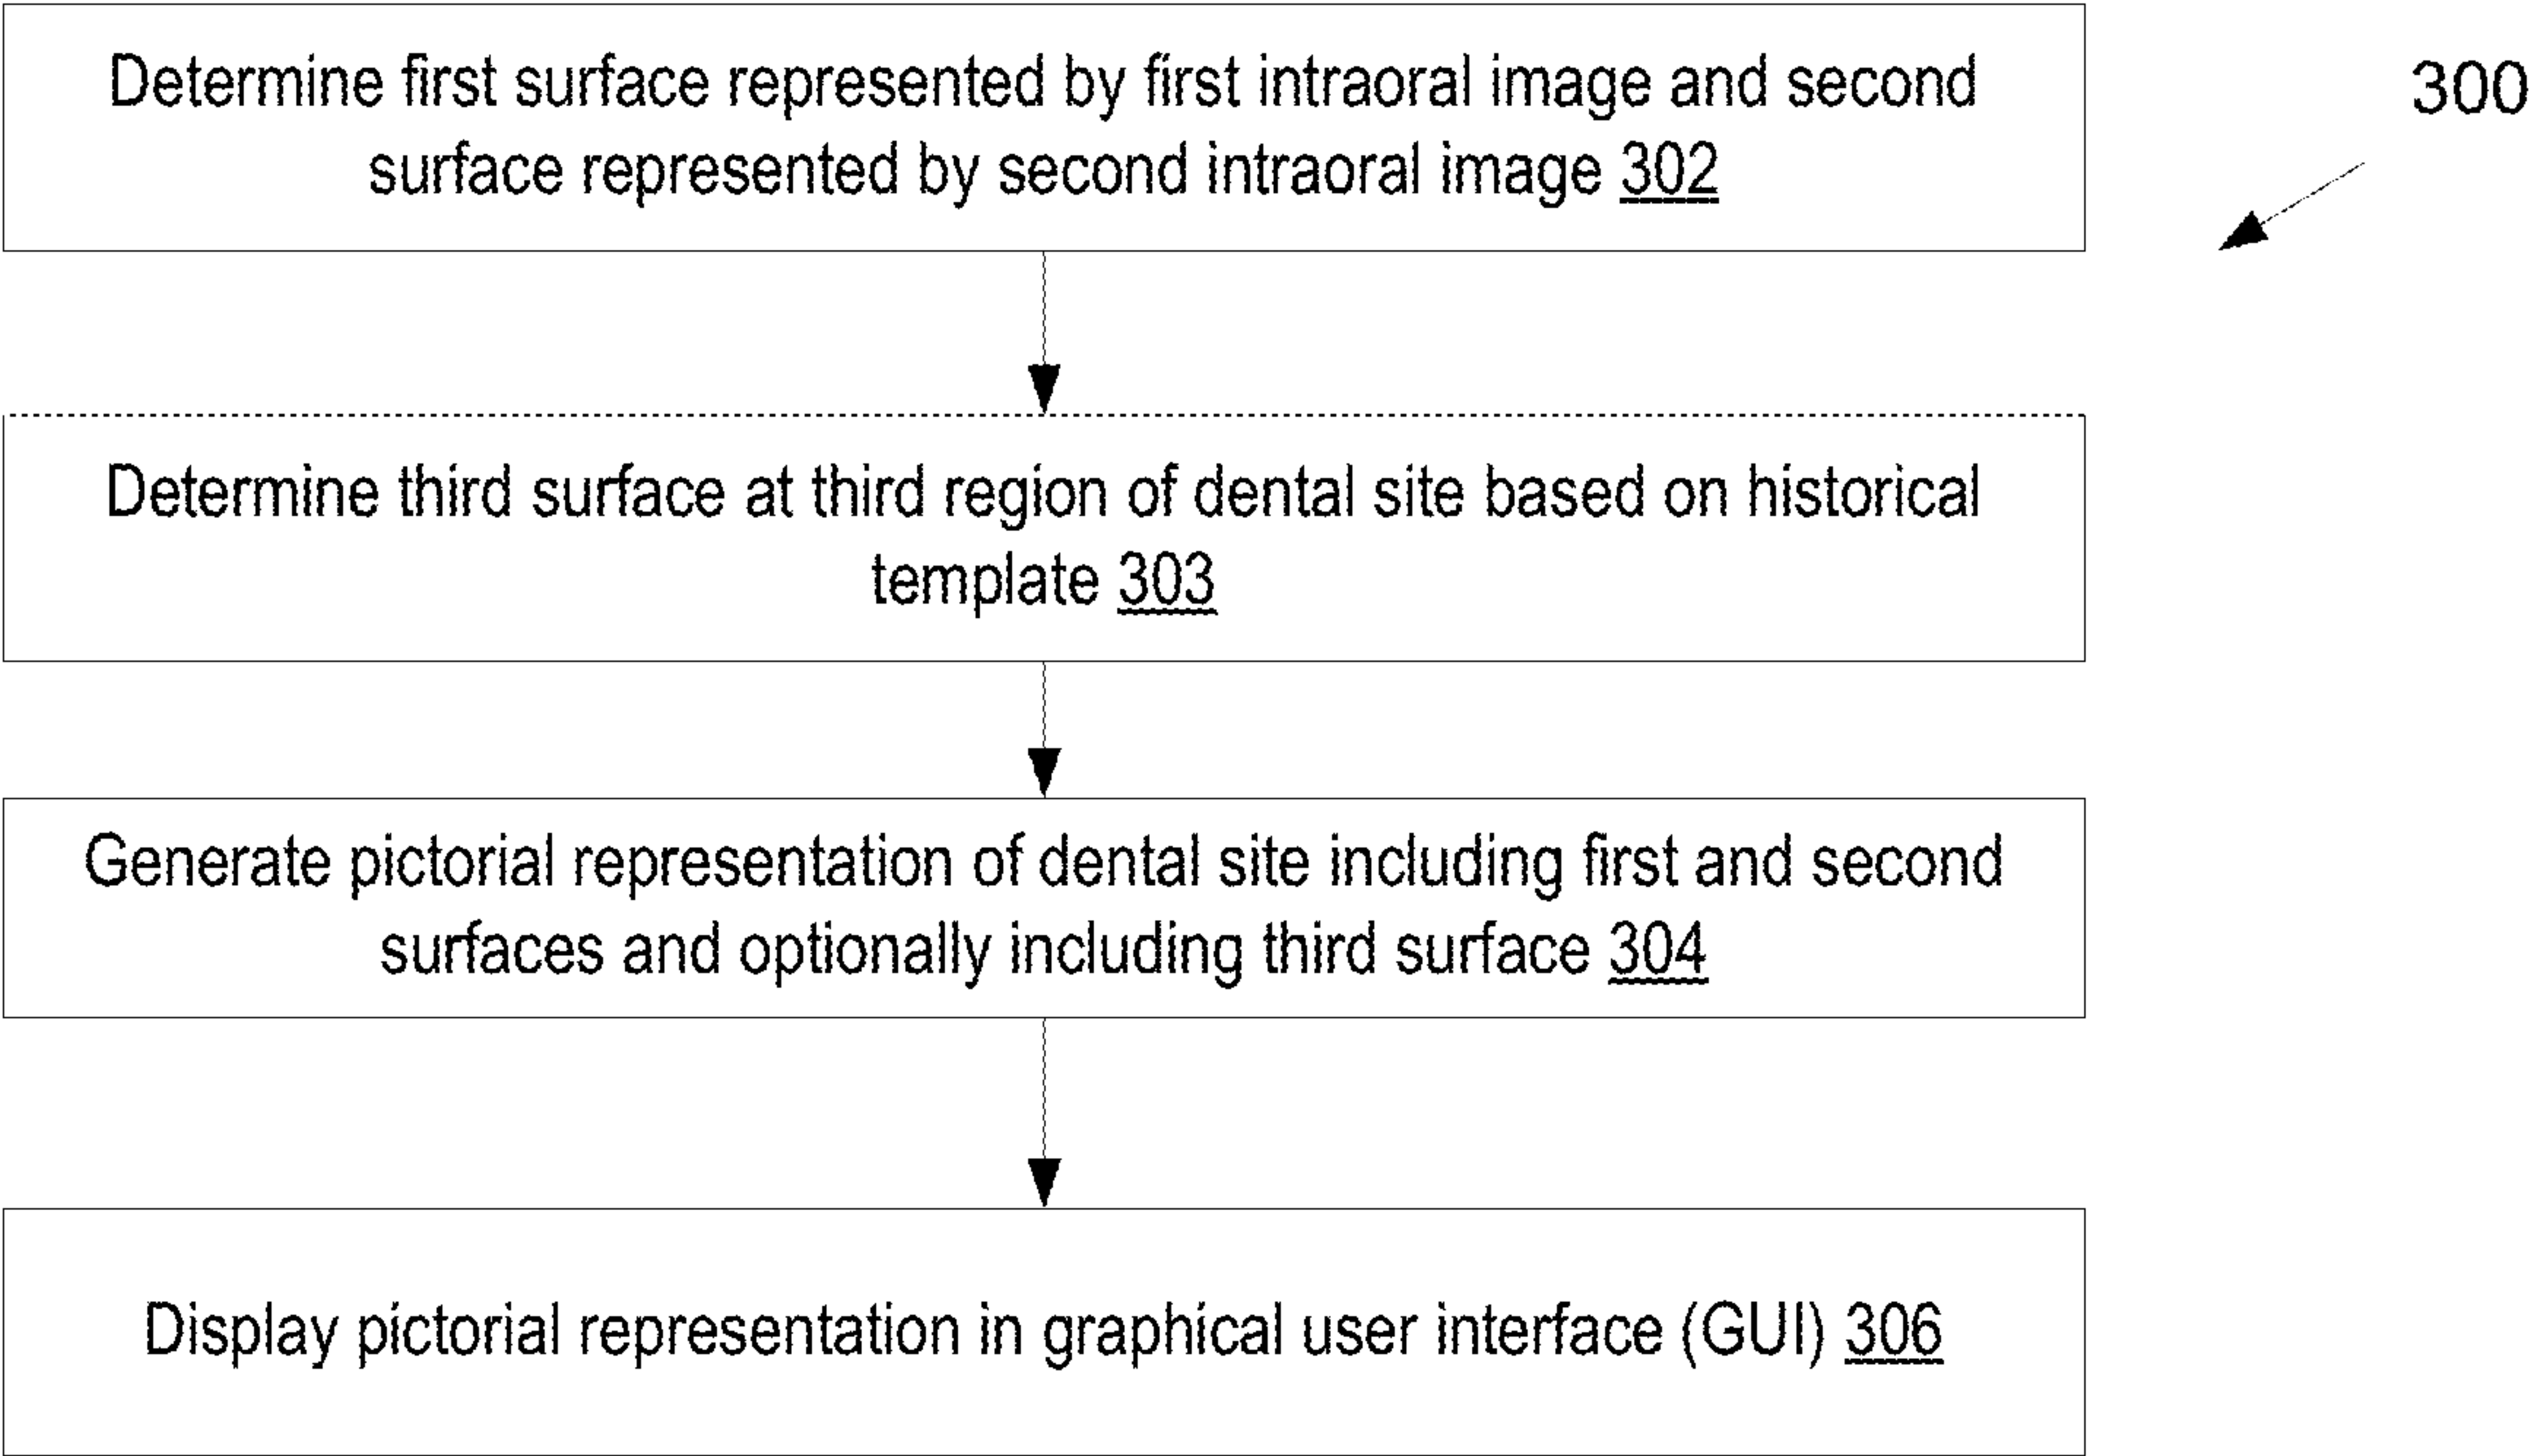 Determine first surface represented by first intraoral image and second
surface represented by second intraoral image 302
300
Determine third surface at third region of dental site based on historical
template 303
Generate pictorial representation of dental site including first and second
surfaces and optionally including third surface 304
Display pictorial representation in graphical user interface (GUI) 306